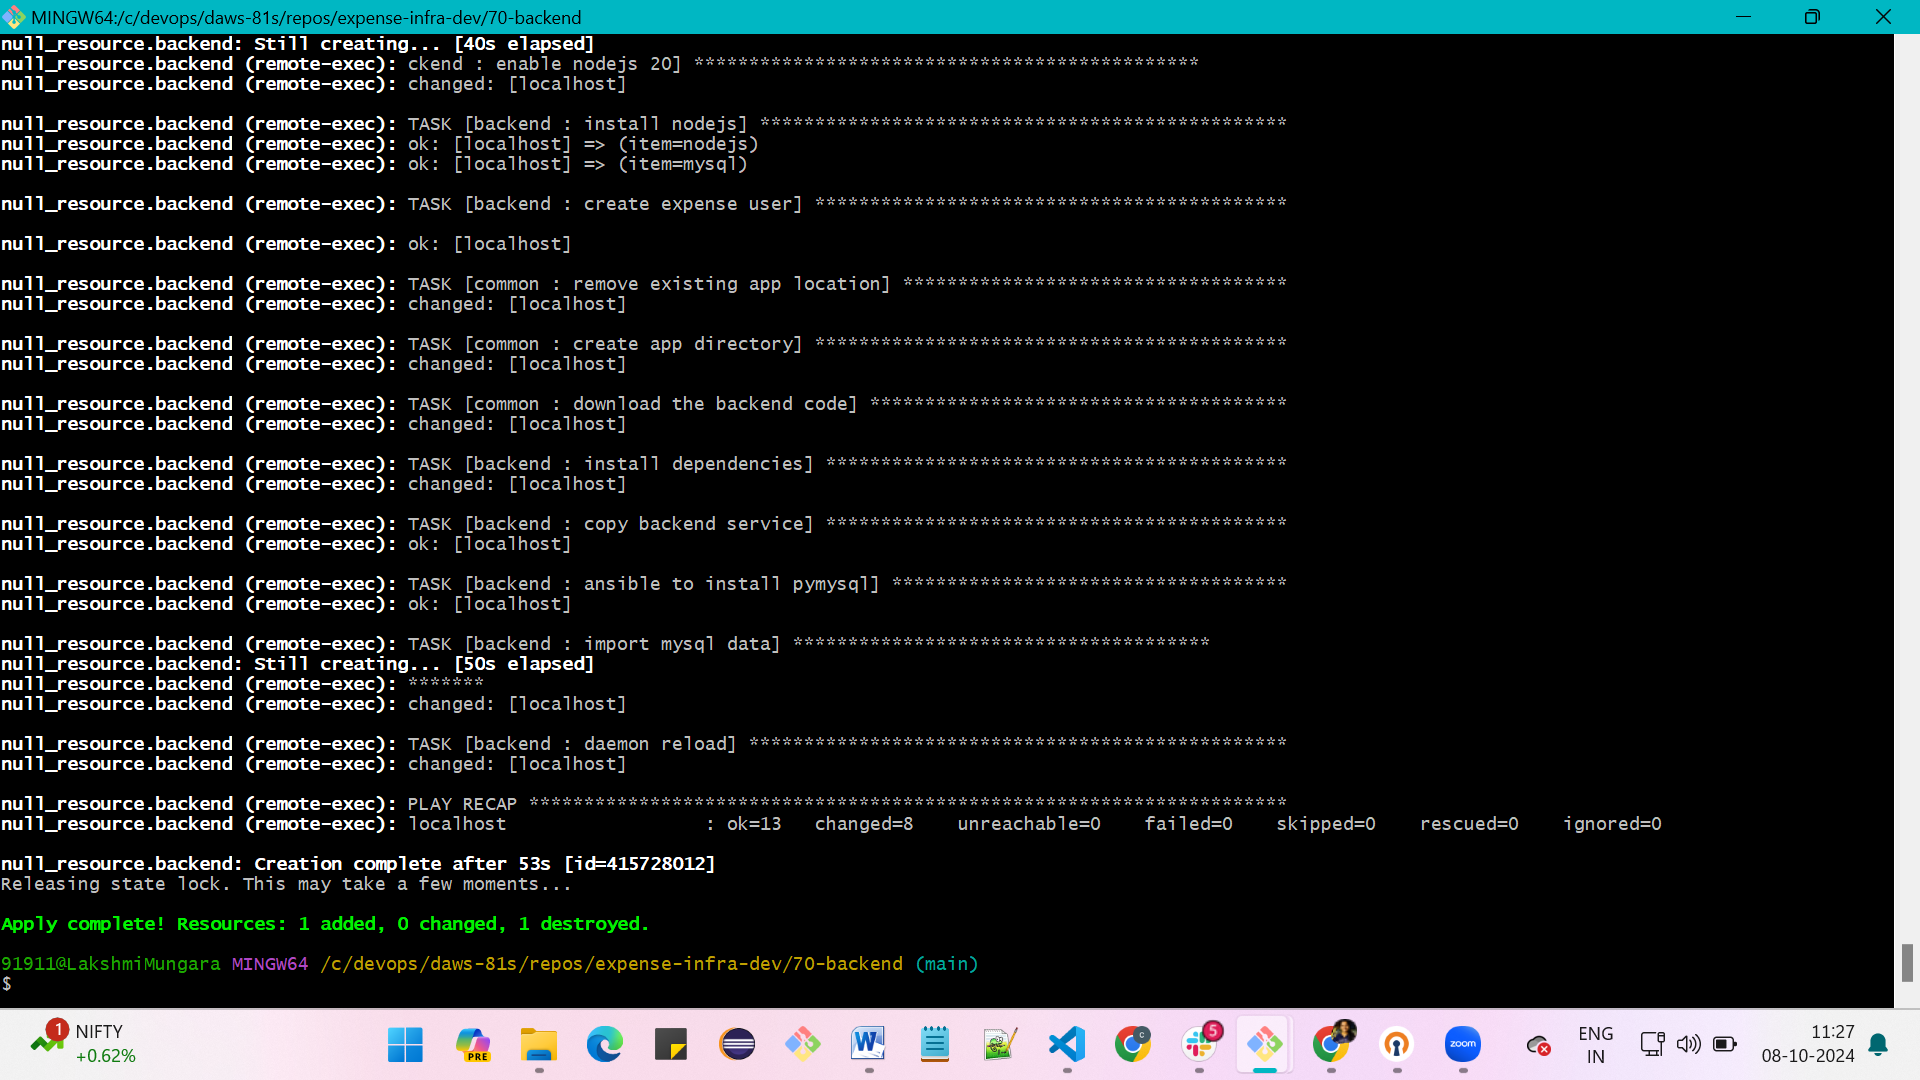 MINGW64:/c/devops/daws-81s/repos/expense-infra-dev/70-backend
null_resource.backend: Still creating... [40s elapsed]
null_resource.backend (remote-exec): ckend : enable nodejs 20] **********************************************
null_resource.backend (remote-exec): changed: [localhost]
null_resource.backend (remote-exec): TASK [backend : install nodejs] ************************************************
null_resource.backend (remote-exec): ok: [localhost] => (item=nodejs)
null_resource.backend (remote-exec): ok: [localhost] => (item=mysql)
null_resource.backend (remote-exec): TASK [backend : create expense user] *******************************************
null_resource.backend (remote-exec): ok: [localhost]
null_resource.backend (remote-exec): TASK [common : remove existing app location] ***********************************
null_resource.backend (remote-exec): changed: [localhost]
null_resource.backend (remote-exec): TASK [common : create app directory] *******************************************
null_resource.backend (remote-exec): changed: [localhost]
null_resource.backend (remote-exec): TASK [common : download the backend code] **************************************
null_resource.backend (remote-exec): changed: [localhost]
null_resource.backend (remote-exec): TASK [backend : install dependencies] ******************************************
null_resource.backend (remote-exec): changed: [localhost]
null_resource.backend (remote-exec): TASK [backend : copy backend service] ******************************************
null_resource.backend (remote-exec): ok: [localhost]
null_resource.backend (remote-exec): TASK [backend : ansible to install pymysql] ************************************
null_resource.backend (remote-exec): ok: [localhost]
null_resource.backend (remote-exec): TASK [backend : import mysql data] **************************************
null_resource.backend: Still creating... [50s elapsed]
null_resource.backend (remote-exec): *******
null_resource.backend (remote-exec): changed: [localhost]
null_resource.backend (remote-exec): TASK [backend : daemon reload] *************************************************
null_resource.backend (remote-exec): changed: [localhost]
null_resource.backend (remote-exec): PLAY RECAP *********************************************************************
null_resource.backend (remote-exec): localhost                  : ok=13   changed=8    unreachable=0    failed=0    skipped=0    rescued=0    ignored=0
null_resource.backend: Creation complete after 53s [id=415728012]
Releasing state lock. This may take a few moments...
Apply complete! Resources: 1 added, 0 changed, 1 destroyed.
91911@LakshmiMungara MINGW64 /c/devops/daws-81s/repos/expense-infra-dev/70-backend (main)
$
1
NIFTY
+0.62%
PRE
W
C
5
zoom
ENG
IN
11:27
08-10-2024